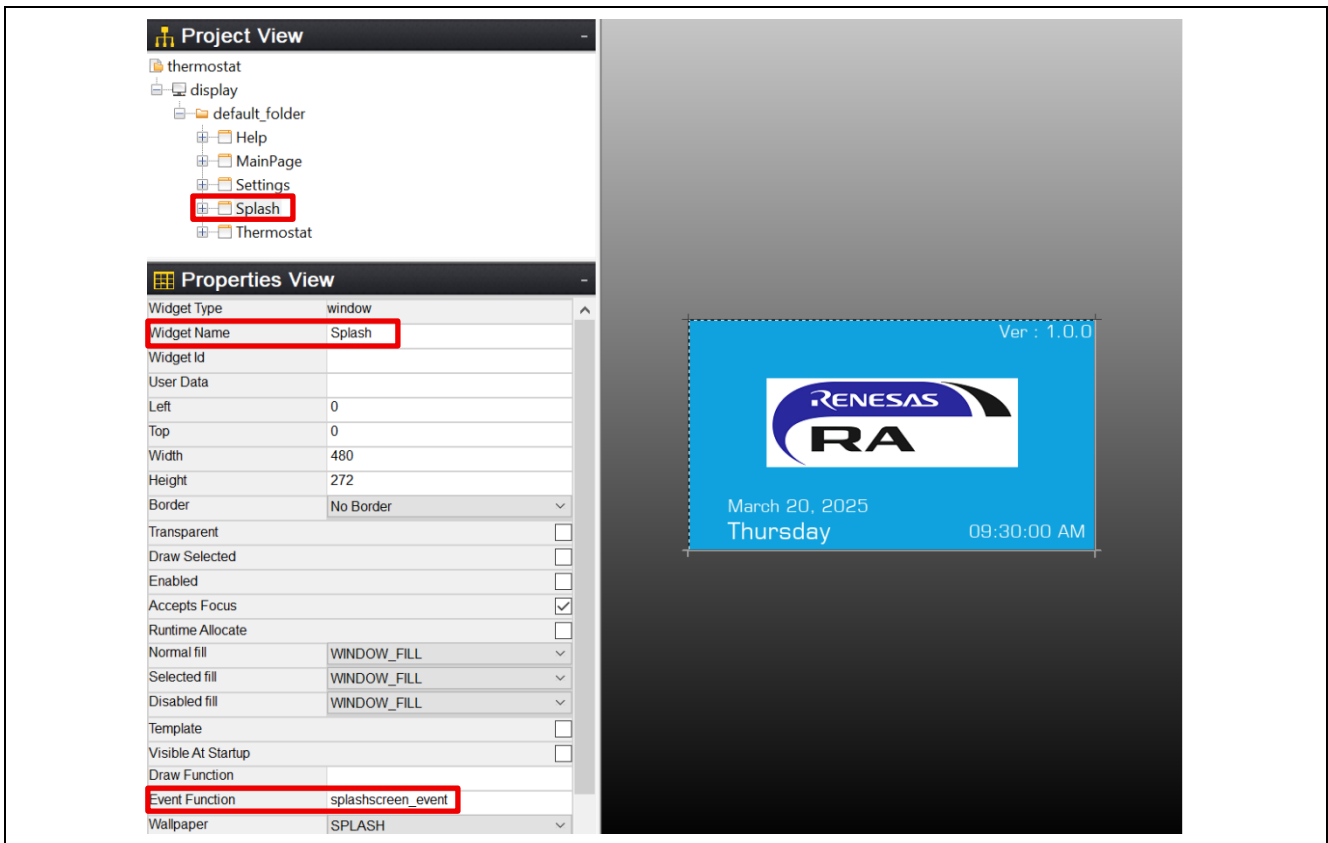 Project View
thermostat
display
default_folder
Help
MainPage
Settings
Splash
Thermostat
Properties View
Widget Type window
Widget Name Splash
Widget Id
User Data
Left 0
Top 0
Width 480
Height 272
Border No Border
Transparent
Draw Selected
Enabled
Accepts Focus
Runtime Allocate
Normal fill WINDOW_FILL
Selected fill WINDOW_FILL
Disabled fill WINDOW_FILL
Template
Visible At Startup
Draw Function
Event Function splashscreen_event
Wallpaper SPLASH
Ver : 1.0.0
RENESAS
RA
March 20, 2025
Thursday 09:30:00 AM